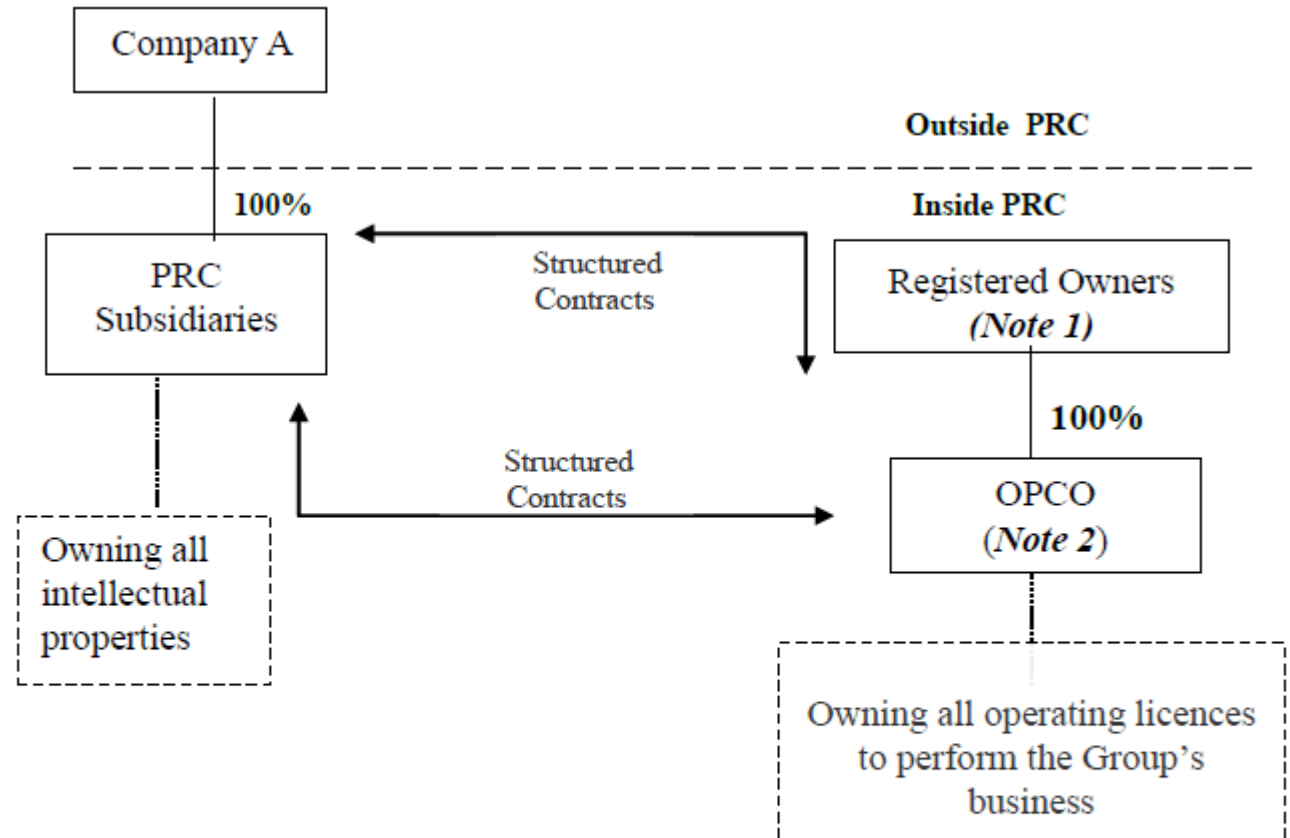 Company A
Outside PRC
100%
Inside PRC
PRC
Subsidiaries
Structured
Contracts
Registered Owners
(Note 1)
100%
Structured
Contracts
OPCO
(Note 2)
Owning all
intellectual
properties
Owning all operating licences
to perform the Group's
business